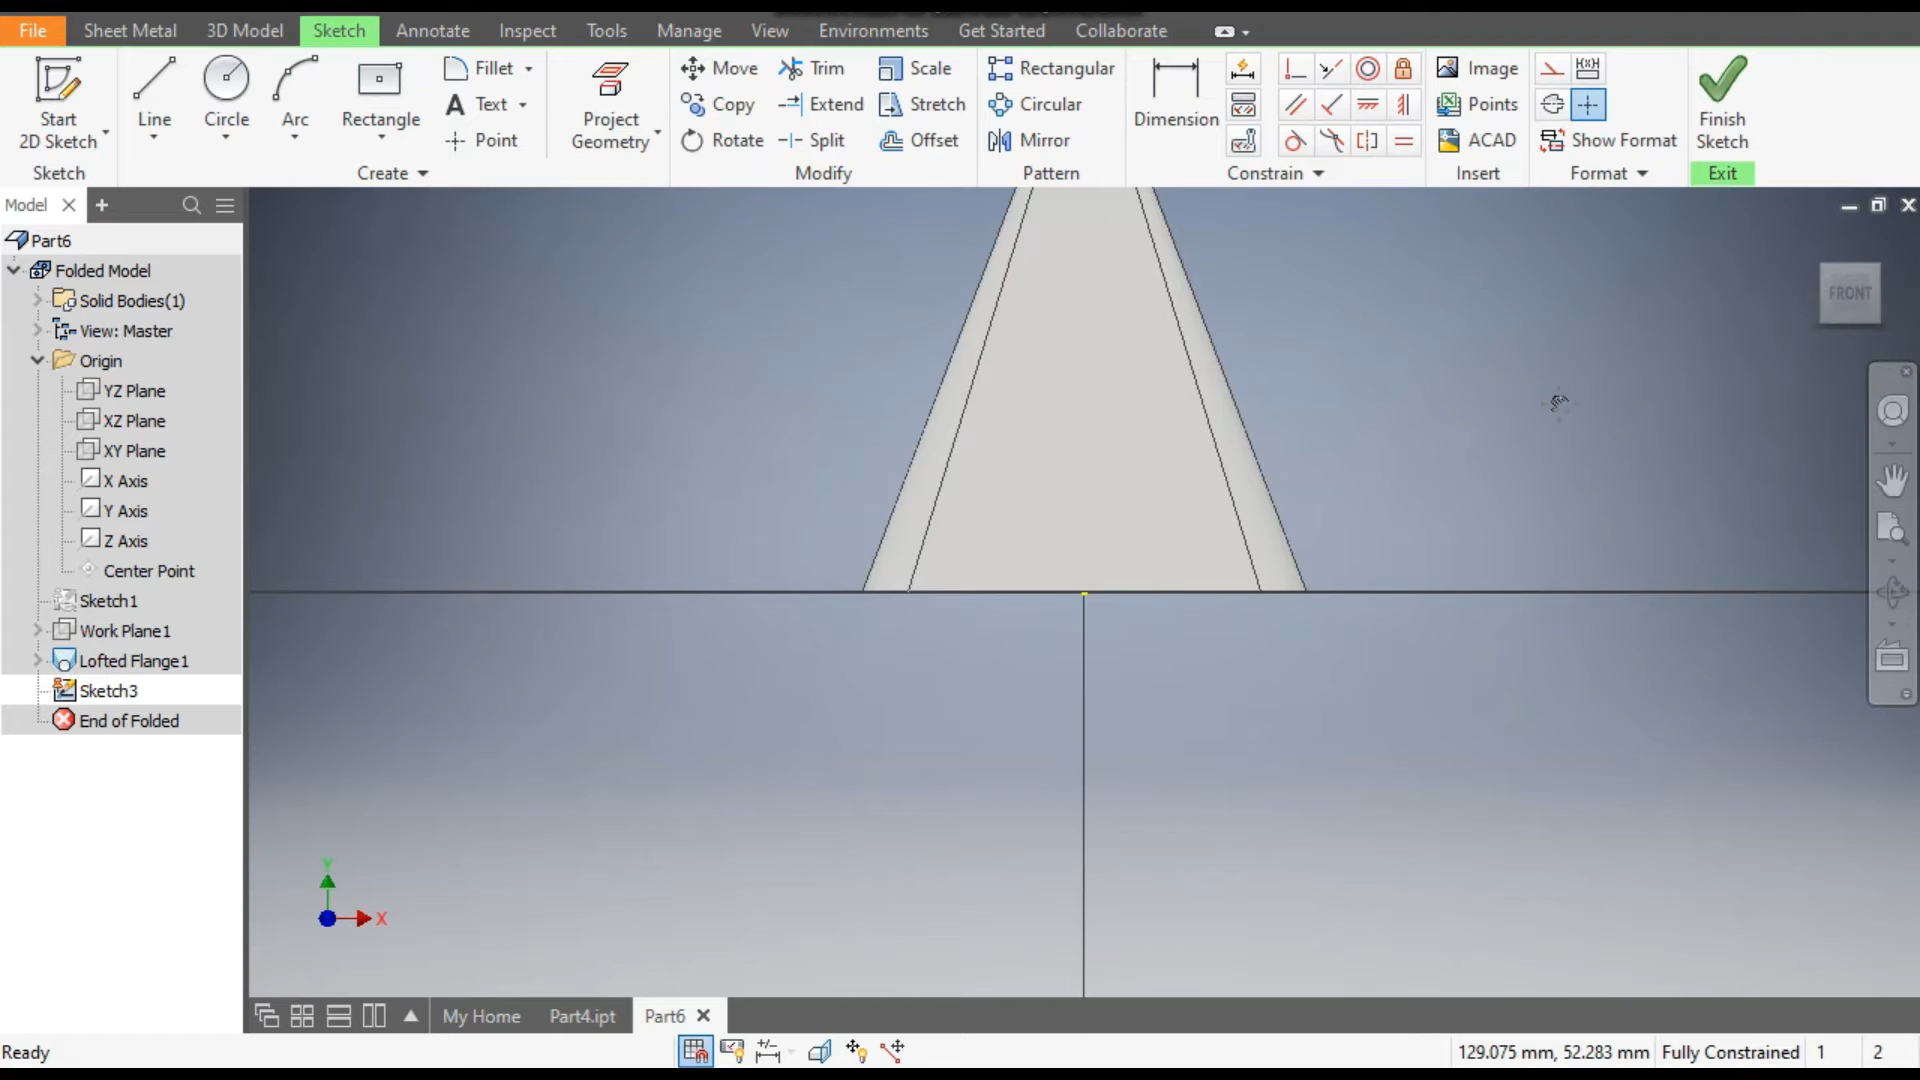 File Sheet Metal 3D Model Sketch Annotate Inspect Tools Manage View Environments Get Started Collaborate
Start 2D Sketch
Line
Circle
Arc
Rectangle
Fillet
Text
Point
Project Geometry
Move
Copy
Rotate
Trim
Extend
Split
Scale
Stretch
Offset
Rectangular
Circular
Mirror
Dimension
Image
Points
ACAD
Show Format
Finish Sketch
Sketch Create Modify Pattern Constrain Insert Format Exit
Model
Part6
Folded Model
Solid Bodies(1)
View: Master
Origin
YZ Plane
XZ Plane
XY Plane
X Axis
Y Axis
Z Axis
Center Point
Sketch1
Work Plane1
Lofted Flange1
Sketch3
End of Folded
FRONT
Y
X
My Home Part4.ipt Part6
Ready
129.075 mm, 52.283 mm Fully Constrained 1 2